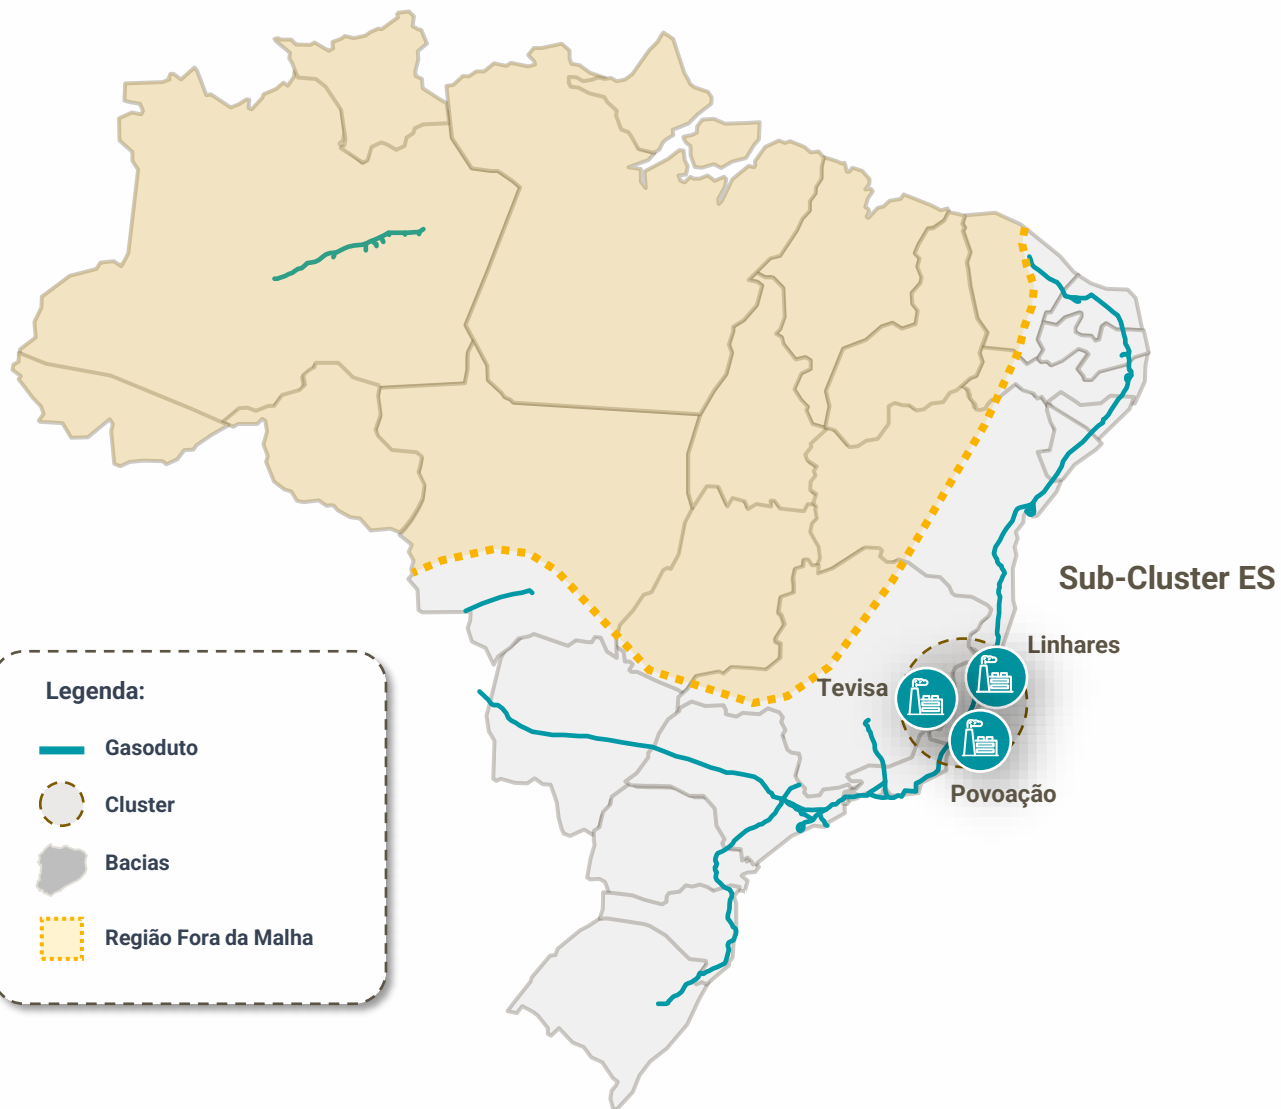 Sub-Cluster ES
Linhares
Tevisa
Povoação
Legenda:
Gasoduto
Cluster
Bacias
Região Fora da Malha